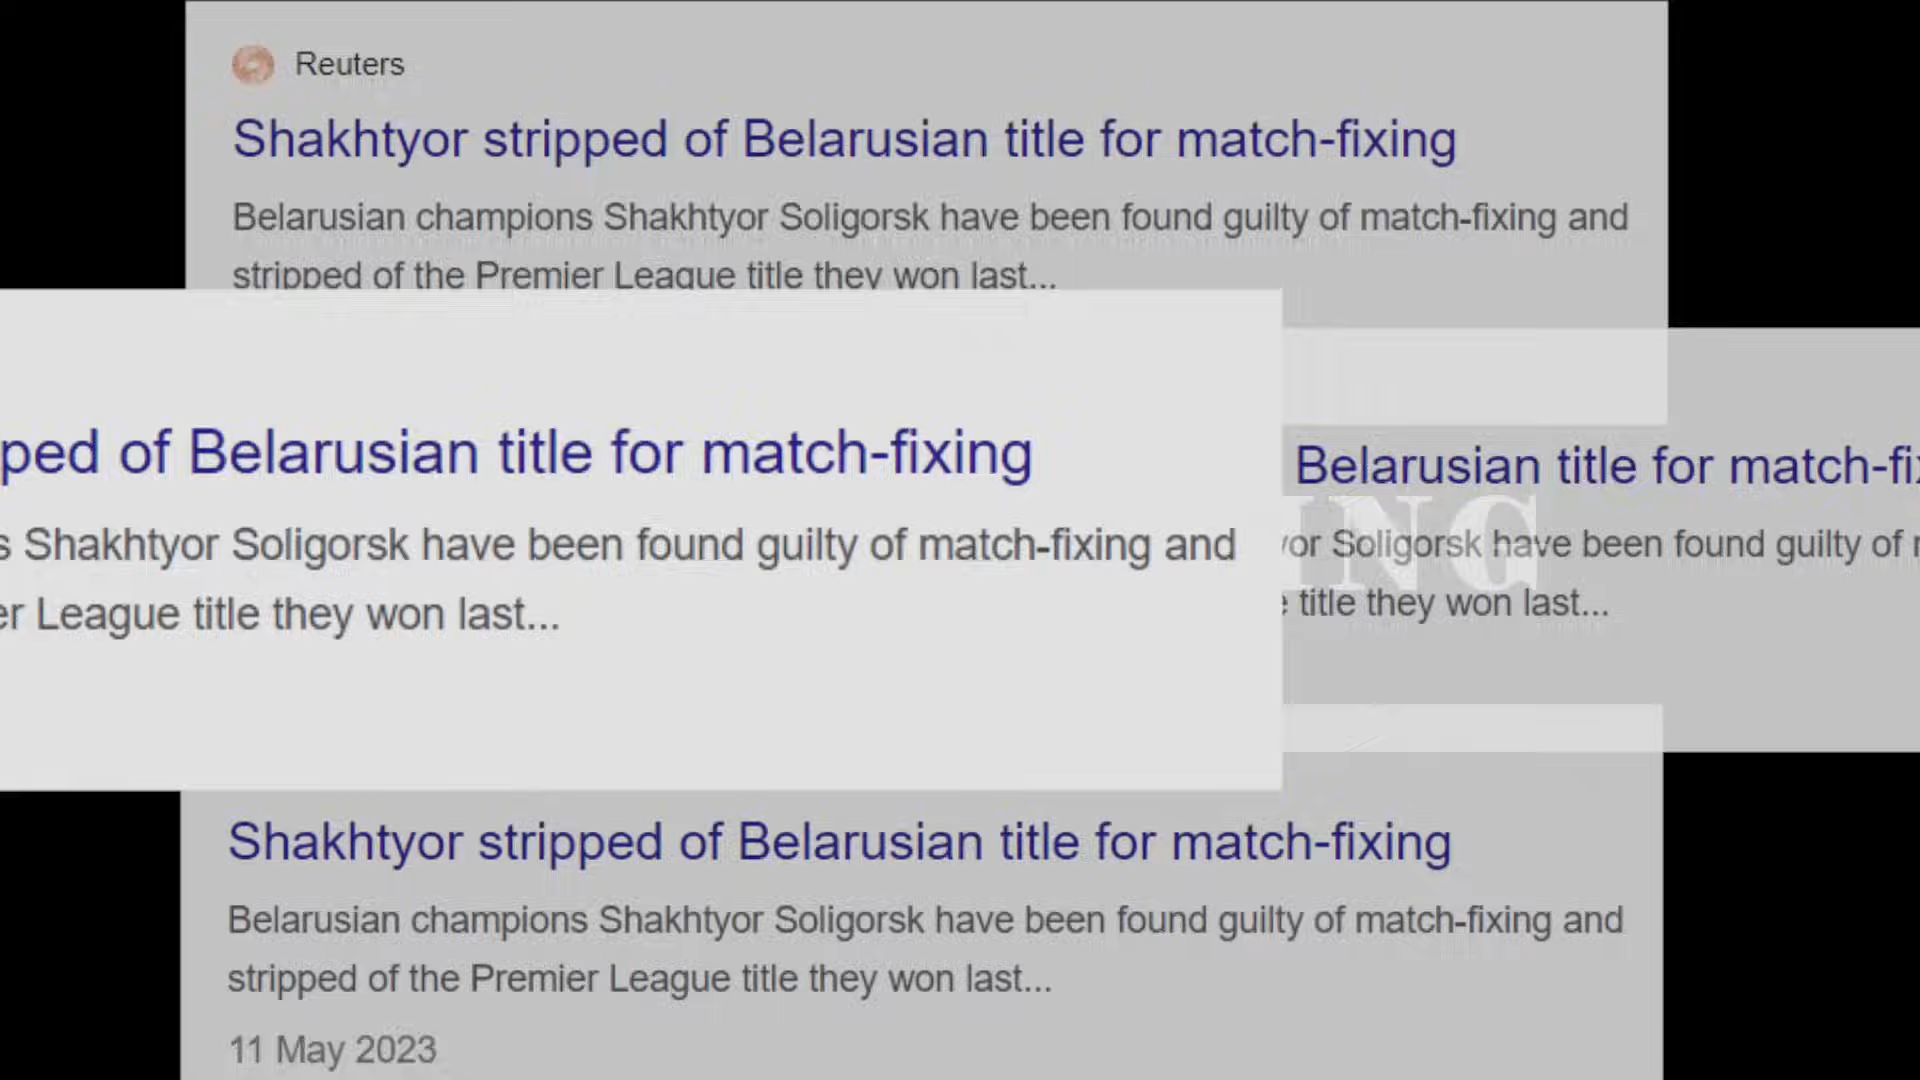 Reuters
Shakhtyor stripped of Belarusian title for match-fixing
Belarusian champions Shakhtyor Soligorsk have been found guilty of match-fixing and
stripped of the Premier League title they won last...
of Belarusian title for match-fixing
Shakhtyor Soligorsk have been found guilty of match-fixing and
League title they won last...
Belarusian title for
Soligorsk have been found guilty of
title they won last...
ING
Shakhtyor stripped of Belarusian title for match-fixing
Belarusian champions Shakhtyor Soligorsk have been found guilty of match-fixing and
stripped of the Premier League title they won last...
11 May 2023